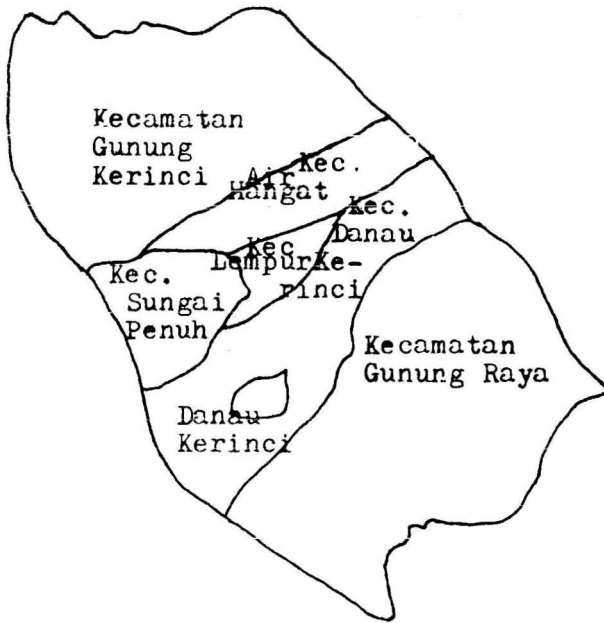 Kecamatan
Gunung
Kerinci
Kec.
Air
Hangat
Kec.
Danau
Ke-
rinci
Kec.
Lempur
Kec.
Sungai
Penuh
Kecamatan
Gunung Raya
Danau
Kerinci